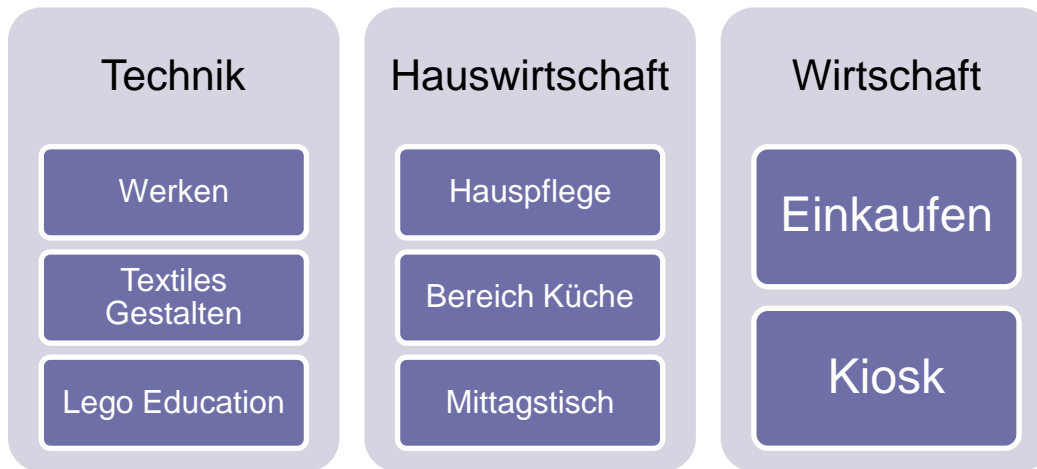 Technik
Werken
Textiles
Gestalten
Lego Education
Hauswirtschaft
Hauspflege
Bereich Küche
Mittagstisch
Wirtschaft
Einkaufen
Kiosk